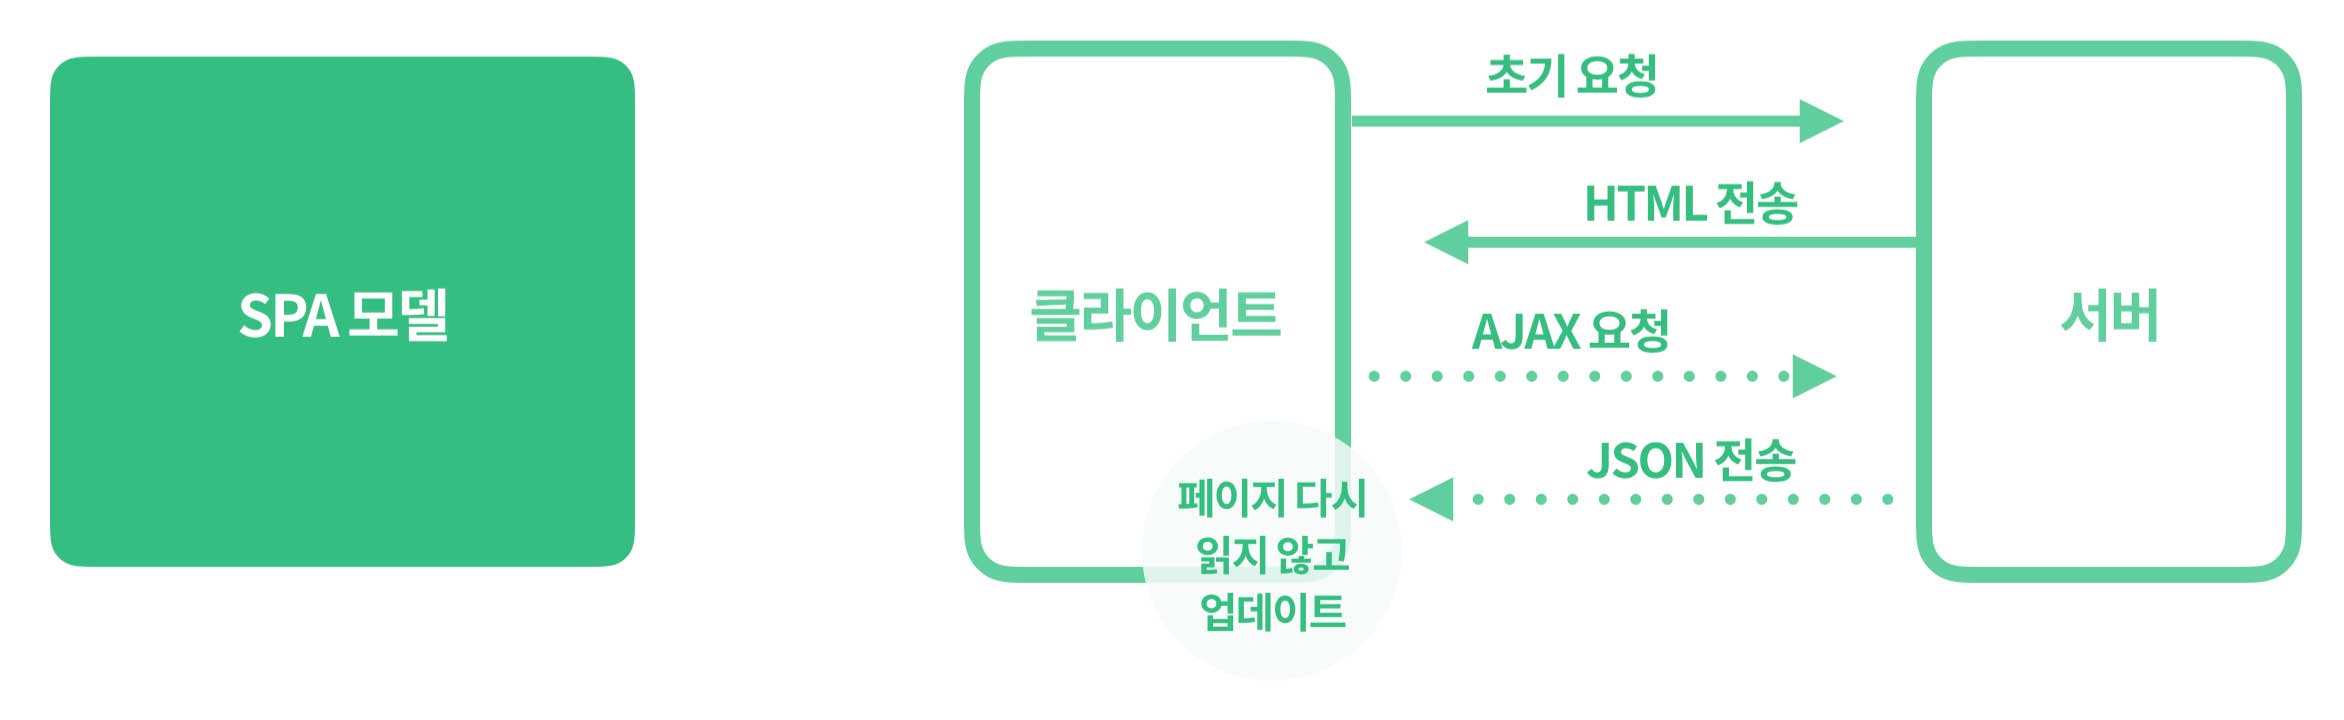 SPA 모델
클라이언트
초기 요청
HTML 전송
AJAX 요청
JSON 전송
서버
페이지 다시
읽지 않고
업데이트